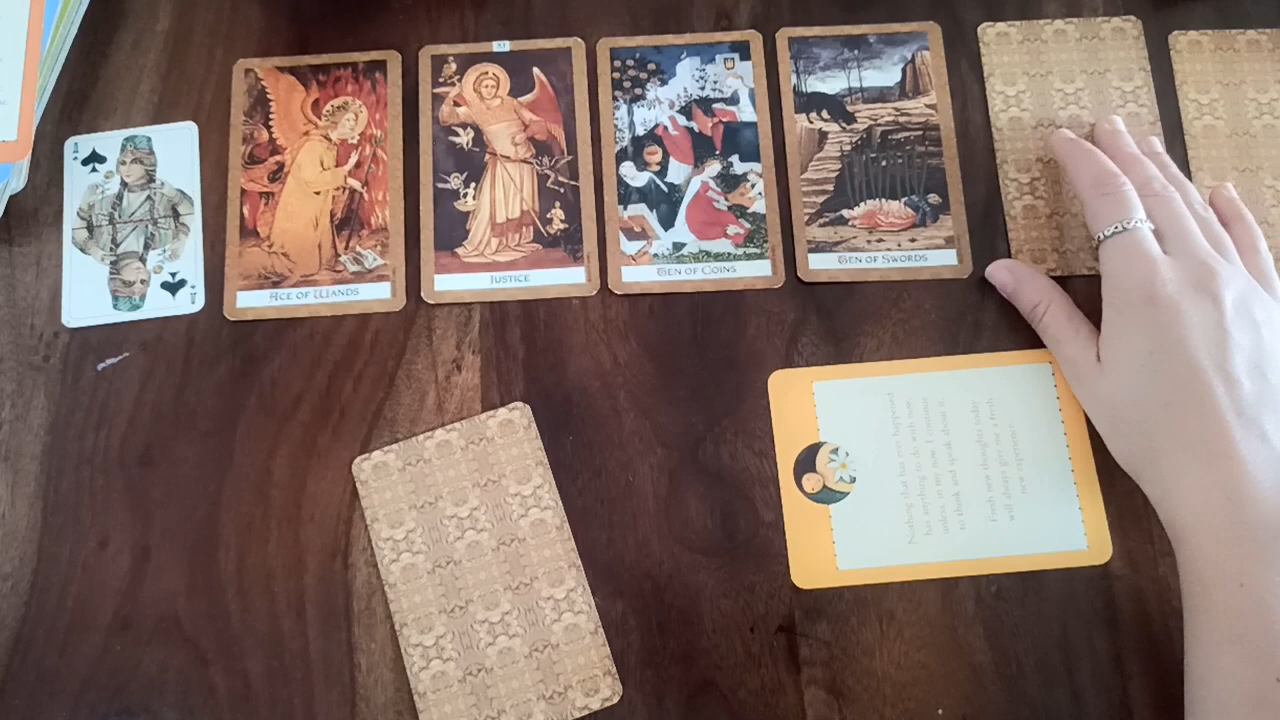 ACE OF WANDS
XI
JUSTICE
TEN OF COINS
TEN OF SWORDS
Nothing that has ever happened
has anything to do with now,
unless, in my now, I continue
to think and speak about it.
Fresh new thoughts today
will always give me a fresh
new experience.